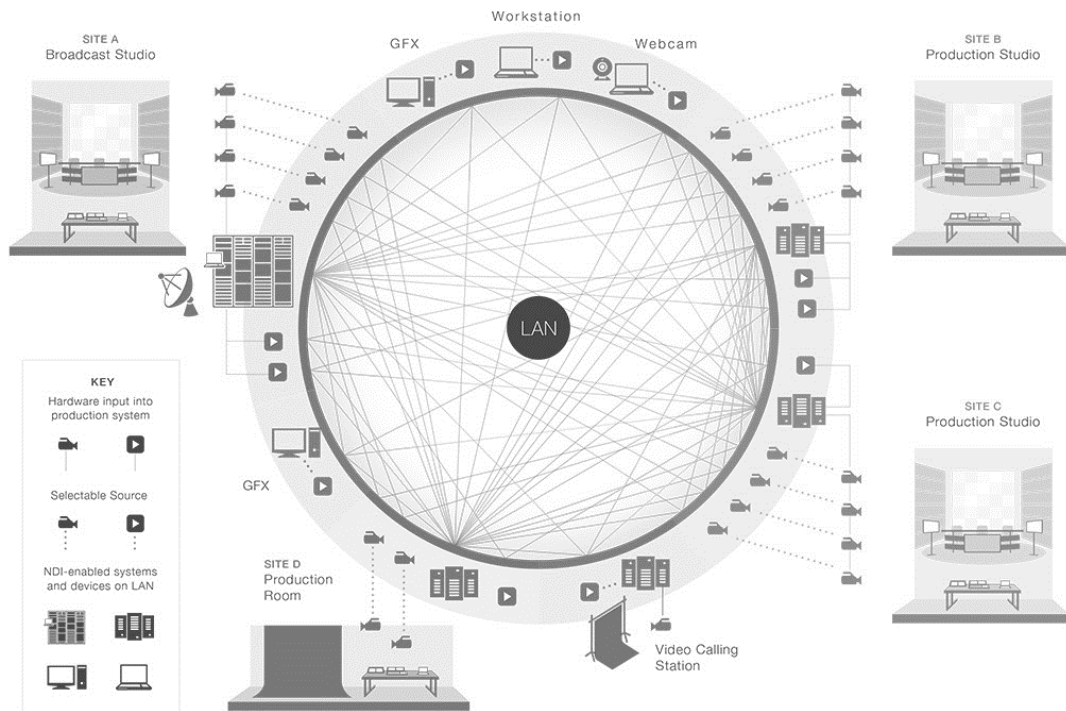 Workstation
GFX
Webcam
SITE A
Broadcast Studio
SITE B
Production Studio
LAN
KEY
Hardware input into
production system
Selectable Source
NDI-enabled systems
and devices on LAN
GFX
SITE C
Production Studio
SITE D
Production
Room
Video Calling
Station